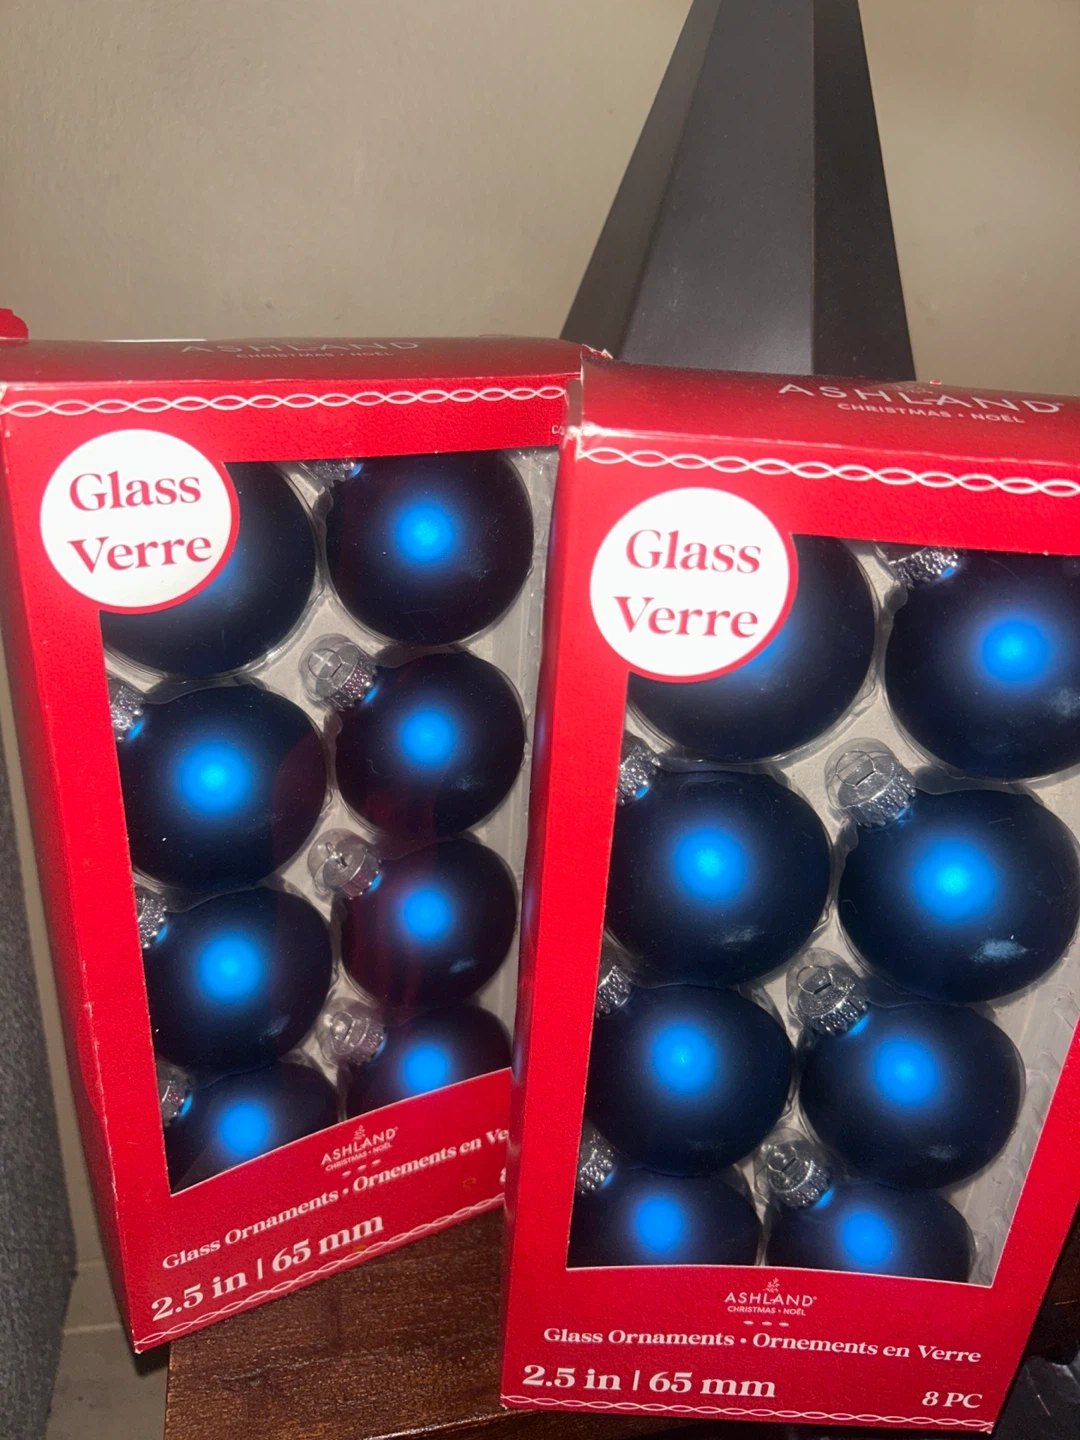 ASHLAND
CHRISTMAS • NOËL
Glass
Verre
ASHLAND®
CHRISTMAS • NOËL
Glass Ornaments • Ornements en
2.5 in | 65 mm
ASHLAND®
CHRISTMAS • NOËL
Glass
Verre
ASHLAND®
CHRISTMAS • NOËL
Glass Ornaments • Ornements en Verre
2.5 in | 65 mm
8 PC